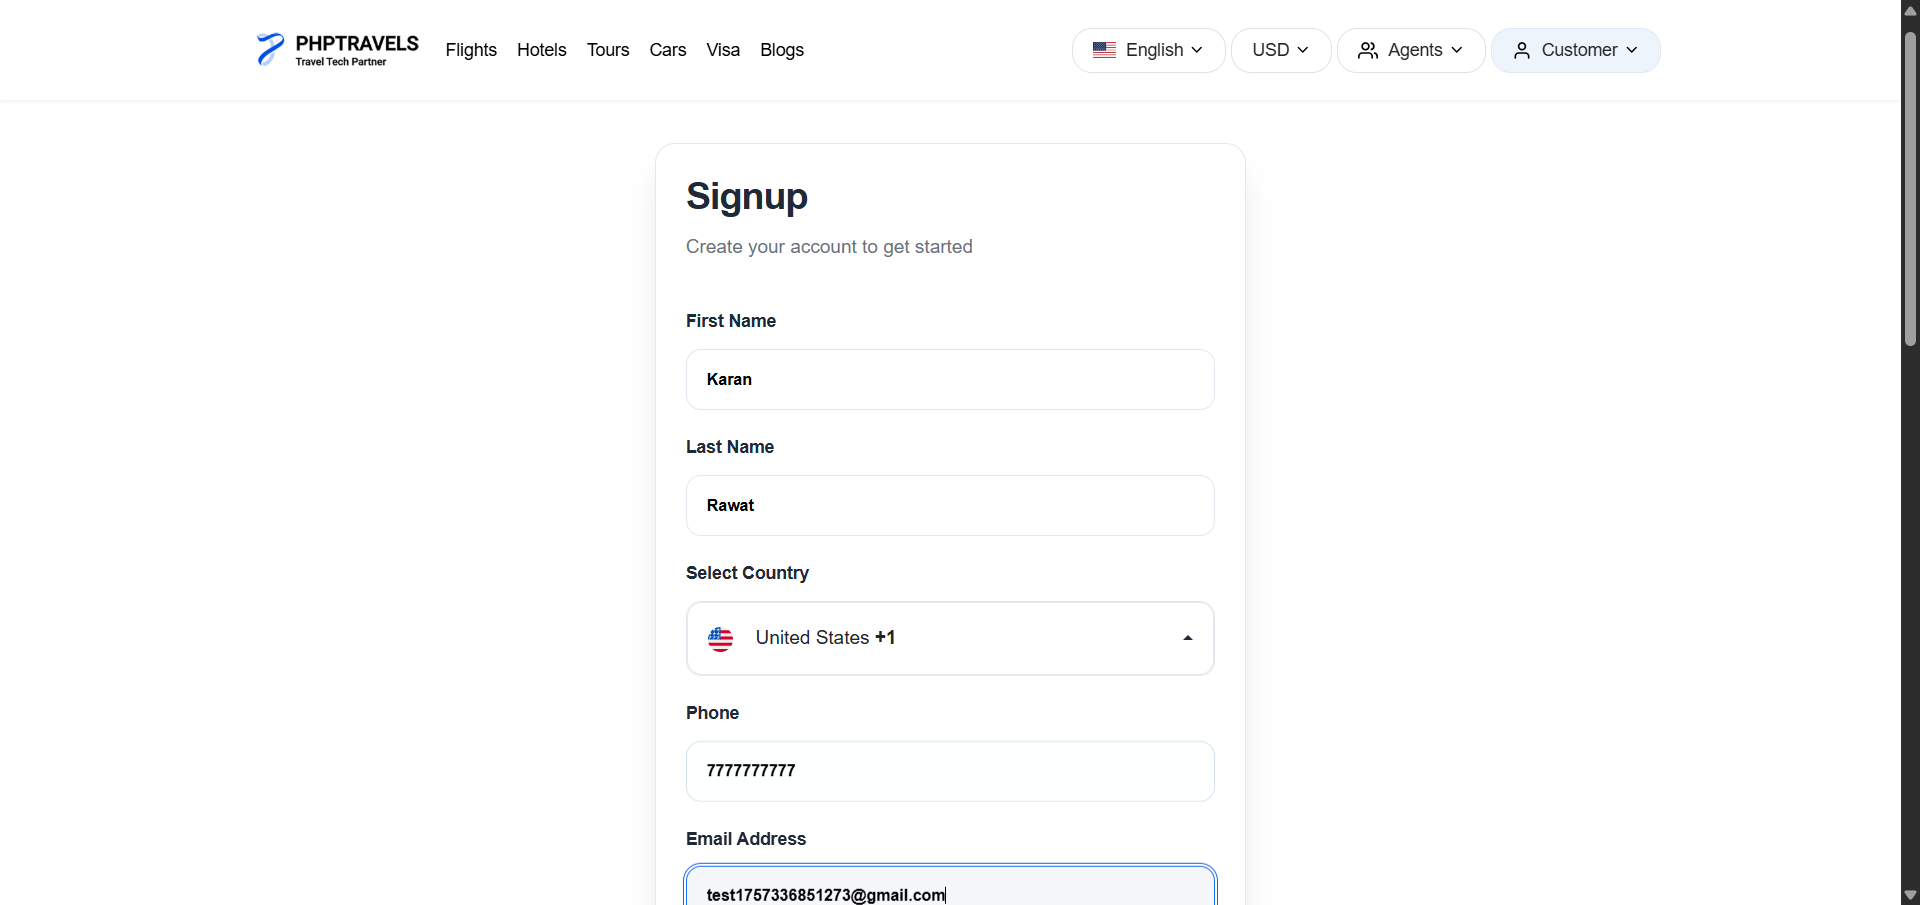 PHPTRAVELS
Travel Tech Partner
Flights Hotels Tours Cars Visa Blogs
English USD Agents Customer
Signup
Create your account to get started
First Name
Karan
Last Name
Rawat
Select Country
United States +1
Phone
7777777777
Email Address
test1757336851273@gmail.com